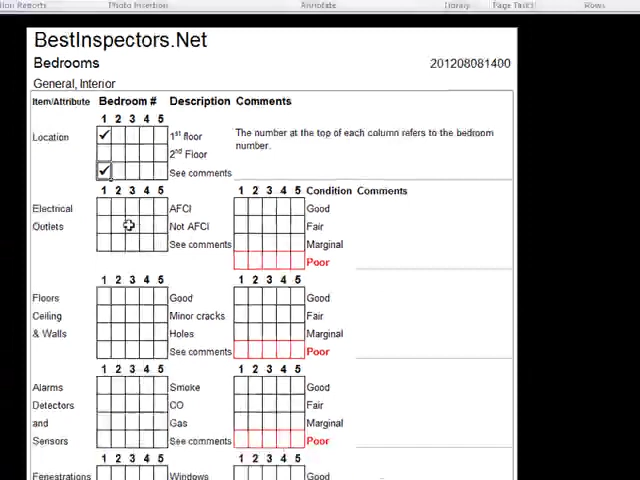 tion Reports Photo Insertion Annotate Library Page Tasks Rows
BestInspectors.Net
Bedrooms 201208081400
General, Interior
Item/Attribute Bedroom # Description Comments
1 2 3 4 5
Location 1st floor The number at the top of each column refers to the bedroom
2nd Floor number.
See comments
1 2 3 4 5 1 2 3 4 5 Condition Comments
Electrical AFCI Good
Outlets Not AFCI Fair
See comments Marginal
Poor
1 2 3 4 5 1 2 3 4 5
Floors Good Good
Ceiling Minor cracks Fair
& Walls Holes Marginal
See comments Poor
1 2 3 4 5 1 2 3 4 5
Alarms Smoke Good
Detectors CO Fair
and Gas Marginal
Sensors See comments Poor
1 2 3 4 5 1 2 3 4 5
Fenestrations Windows Good